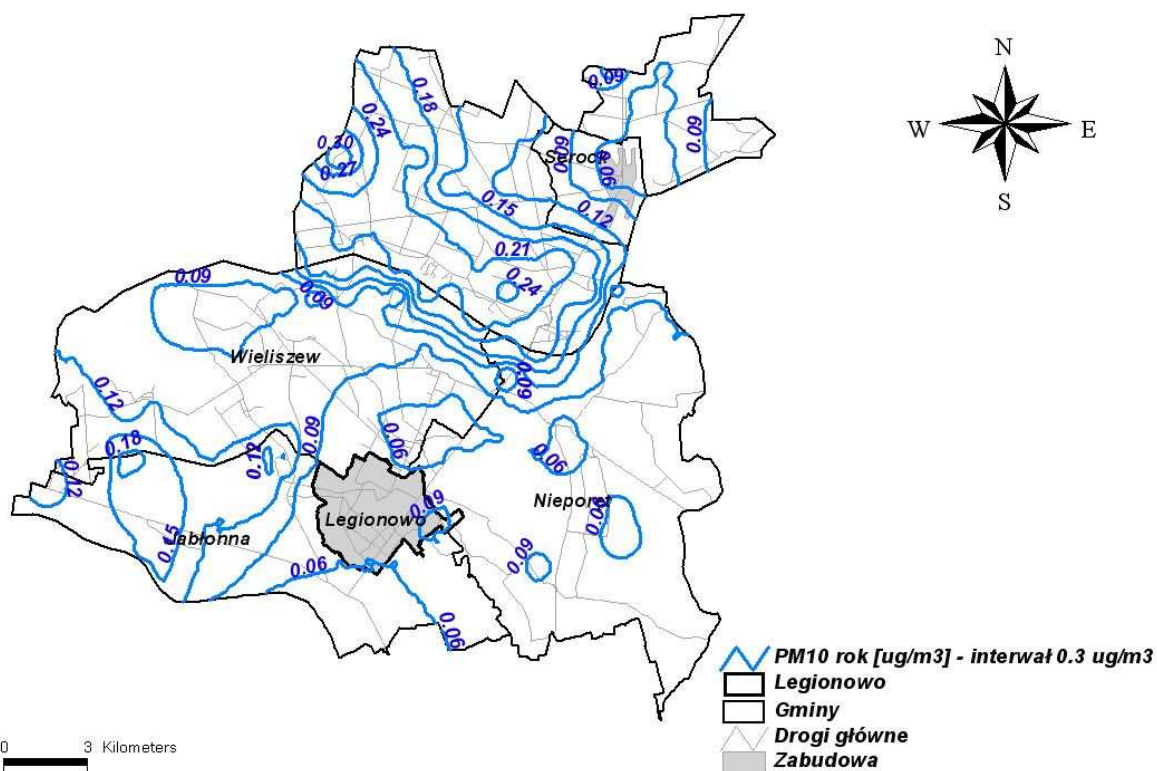 N
W E
S
0.09
0.18
0.24
0.09
0.30
0.09
Serock
0.06
0.27
0.15
0.12
0.21
0.24
0.09
0.09
Wieliszew
0.09
0.12
0.09
0.18
0.06
0.12
0.12
0.06
Nieporęt
0.09
0.06
Legionowo
0.15
Jabłonna
0.06
0.09
0.06
PM10 rok [ug/m3] - interwał 0.3 ug/m3
Legionowo
Gminy
Drogi główne
Zabudowa
0 3 Kilometers